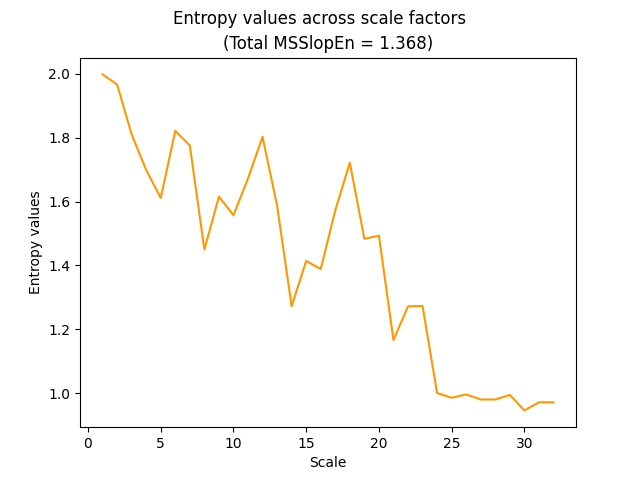 Entropy values across scale factors
(Total MSSlopEn = 1.368)
2.0
1.8
1.6
1.4
1.2
1.0
Entropy values
0 5 10 15 20 25 30
Scale